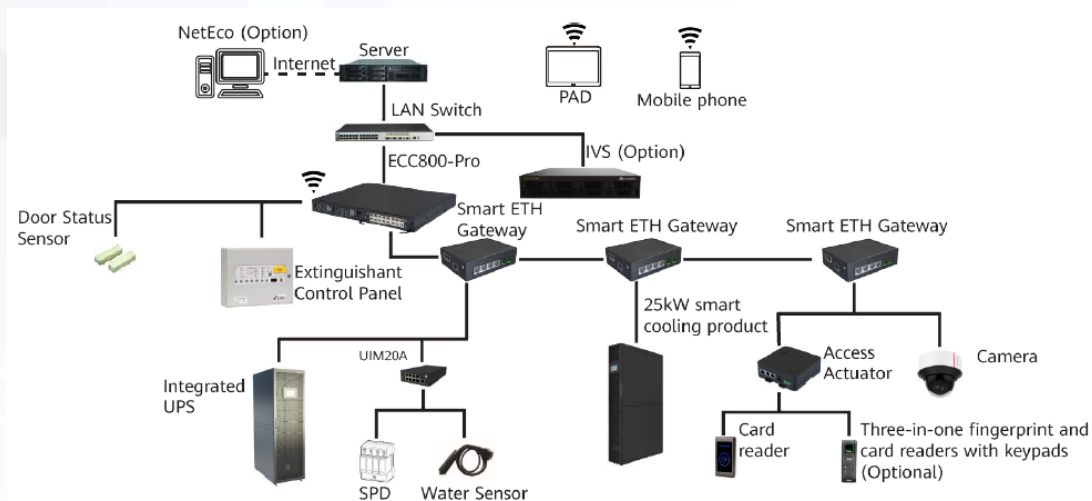 NetEco (Option)
Server
Internet
PAD
Mobile phone
LAN Switch
ECC800-Pro
IVS (Option)
Door Status
Sensor
Extinguishant
Control Panel
Smart ETH
Gateway
Smart ETH Gateway
Smart ETH Gateway
UIM20A
Integrated
UPS
25kW smart
cooling product
Access
Actuator
Camera
SPD
Water Sensor
Card
reader
Three-in-one fingerprint and
card readers with keypads
(Optional)